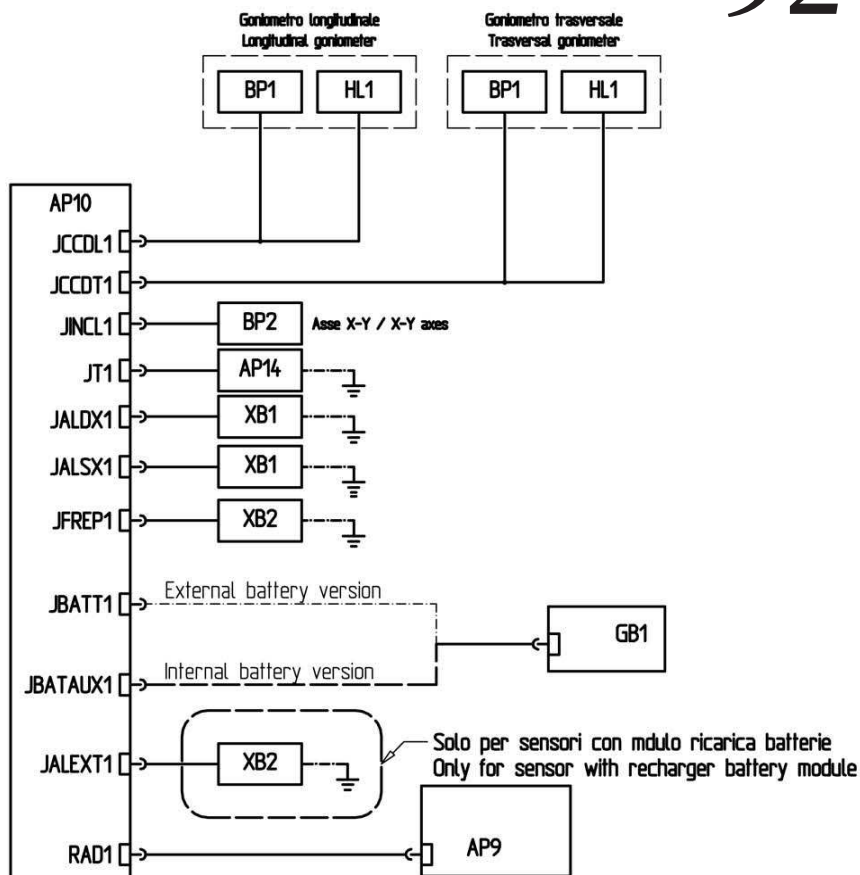 92
Goniometro longitudinale
Longitudinal goniometer
Goniometro trasversale
Trasversal goniometer
BP1
HL1
BP1
HL1
AP10
JCCDL1
JCCDT1
JINCL1
BP2
Asse X-Y / X-Y axes
JT1
AP14
JALDX1
XB1
JALSX1
XB1
JFREP1
XB2
JBATT1
External battery version
GB1
JBATAUX1
Internal battery version
JALEXT1
XB2
Solo per sensori con mdulo ricarica batterie
Only for sensor with recharger battery module
RAD1
AP9